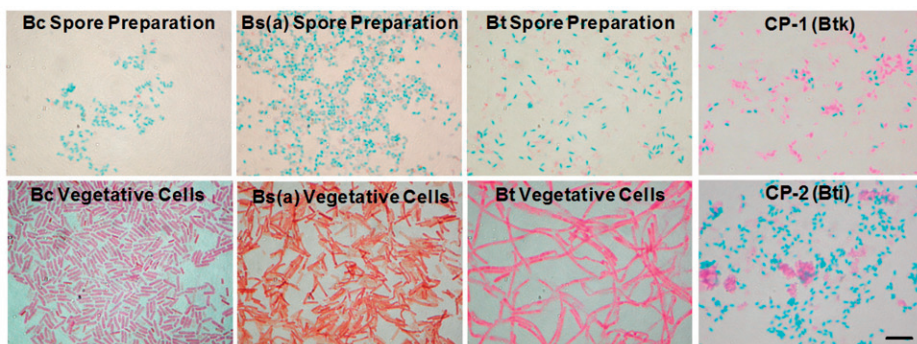 Bc Spore Preparation
Bs(a) Spore Preparation
Bt Spore Preparation
CP-1 (Btk)
Bc Vegetative Cells
Bs(a) Vegetative Cells
Bt Vegetative Cells
CP-2 (Bti)